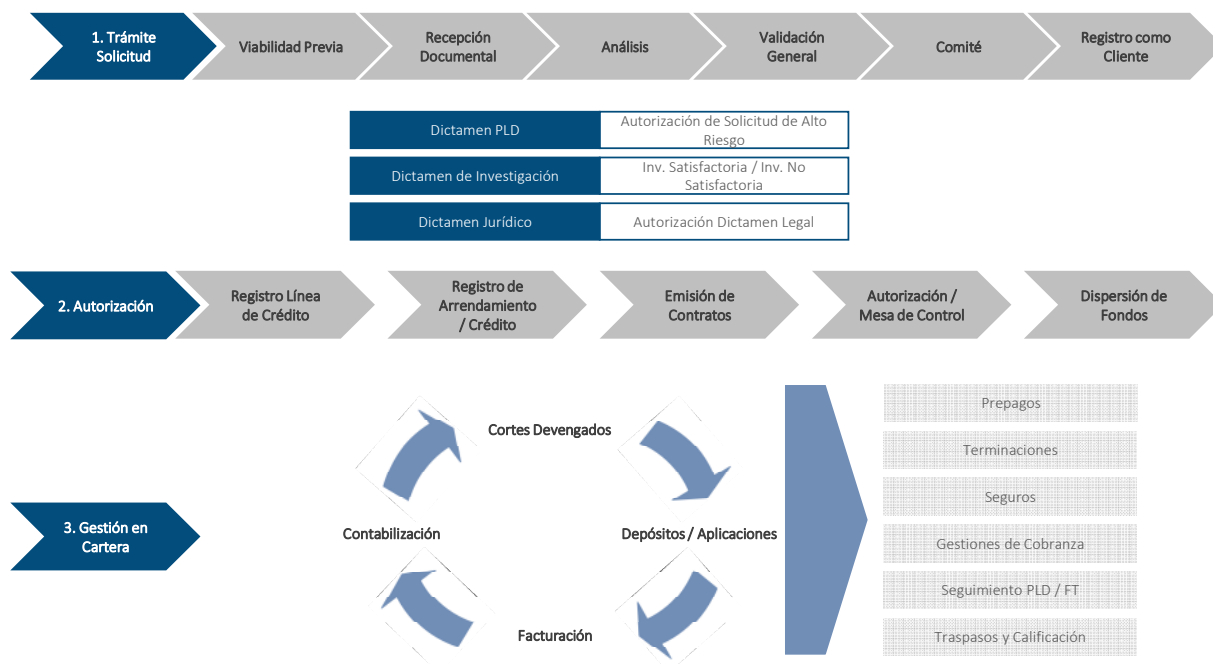 1. Trámite
Solicitud
Viabilidad Previa
Recepción
Documental
Análisis
Validación
General
Comité
Registro como
Cliente
Dictamen PLD
Autorización de Solicitud de Alto
Riesgo
Dictamen de Investigación
Inv. Satisfactoria / Inv. No
Satisfactoria
Dictamen Jurídico
Autorización Dictamen Legal
2. Autorización
Registro Línea
de Crédito
Registro de
Arrendamiento
/ Crédito
Emisión de
Contratos
Autorización /
Mesa de Control
Dispersión de
Fondos
3. Gestión en
Cartera
Cortes Devengados
Depósitos / Aplicaciones
Facturación
Contabilización
Prepagos
Terminaciones
Seguros
Gestiones de Cobranza
Seguimiento PLD / FT
Traspasos y Calificación